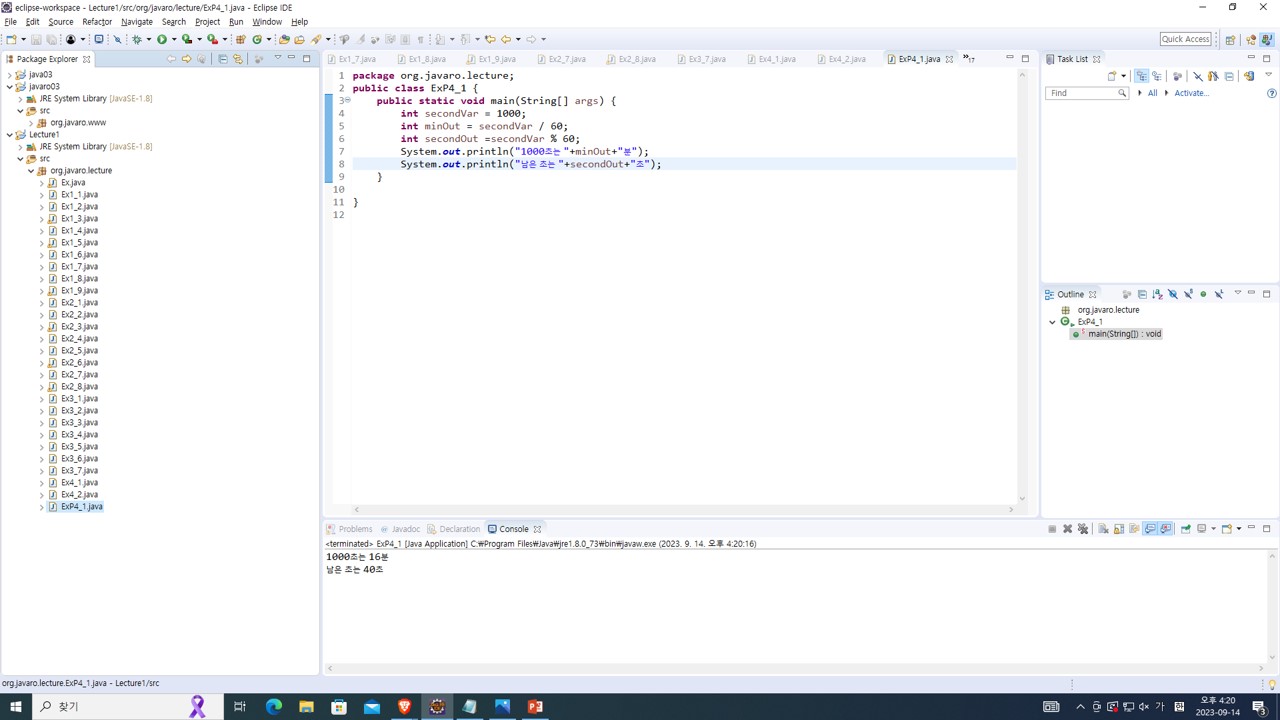 eclipse-workspace - Lecture1/src/org/javaro/lecture/ExP4_1.java - Eclipse IDE
File Edit Source Refactor Navigate Search Project Run Window Help
Quick Access
Package Explorer
java03
javaro03
JRE System Library [JavaSE-1.8]
src
org.javaro.www
Lecture1
JRE System Library [JavaSE-1.8]
src
org.javaro.lecture
Ex.java
Ex1_1.java
Ex1_2.java
Ex1_3.java
Ex1_4.java
Ex1_5.java
Ex1_6.java
Ex1_7.java
Ex1_8.java
Ex1_9.java
Ex2_1.java
Ex2_2.java
Ex2_3.java
Ex2_4.java
Ex2_5.java
Ex2_6.java
Ex2_7.java
Ex2_8.java
Ex3_1.java
Ex3_2.java
Ex3_3.java
Ex3_4.java
Ex3_5.java
Ex3_6.java
Ex3_7.java
Ex4_1.java
Ex4_2.java
ExP4_1.java
Ex1_7.java Ex1_8.java Ex1_9.java Ex2_7.java Ex2_8.java Ex3_7.java Ex4_1.java Ex4_2.java ExP4_1.java »17
1 package org.javaro.lecture;
2 public class ExP4_1 {
3 public static void main(String[] args) {
4 int secondVar = 1000;
5 int minOut = secondVar / 60;
6 int secondOut =secondVar % 60;
7 System.out.println("1000초는 "+minOut+"분");
8 System.out.println("남은 초는 "+secondOut+"초");
9 }
10
11 }
12
Task List
Find All Activate...
Outline
org.javaro.lecture
ExP4_1
main(String[]) : void
Problems Javadoc Declaration Console
<terminated> ExP4_1 [Java Application] C:₩Program Files₩Java₩jre1.8.0_73₩bin₩javaw.exe (2023. 9. 14. 오후 4:20:16)
1000초는 16분
남은 초는 40초
org.javaro.lecture.ExP4_1.java - Lecture1/src
찾기
가
오후 4:20
2023-09-14
3